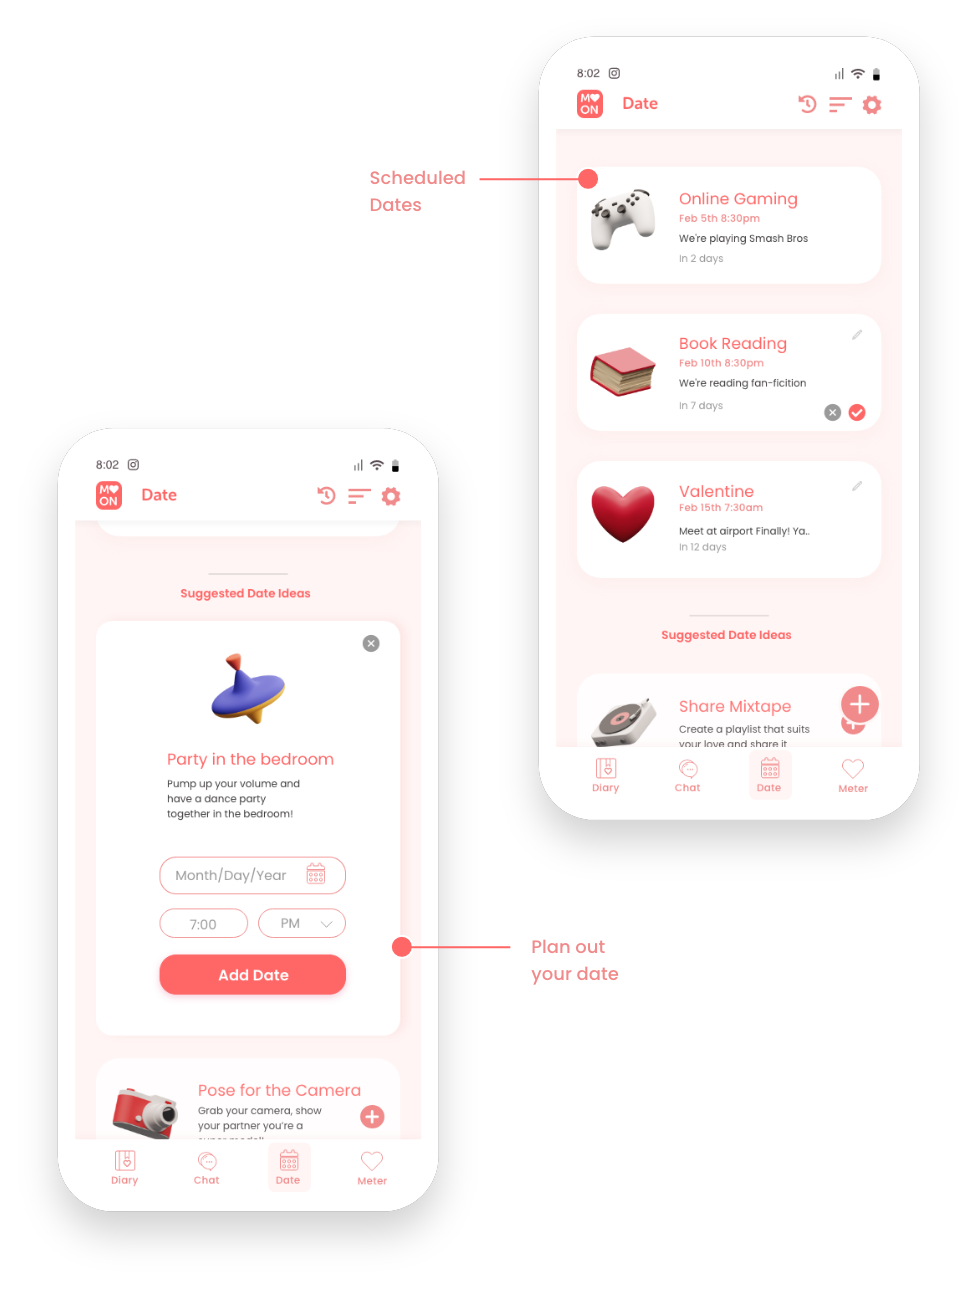 8:02
M ON
Date
Scheduled
Dates
Online Gaming
Feb 5th 8:30pm
We're playing Smash Bros
In 2 days
Book Reading
Feb 10th 8:30pm
We're reading fan-ficition
In 7 days
Valentine
Feb 15th 7:30am
Meet at airport Finally! Ya..
In 12 days
Suggested Date Ideas
Share Mixtape
Create a playlist that suits
your love and share it
Diary
Chat
Date
Meter
8:02
M ON
Date
Suggested Date Ideas
Party in the bedroom
Pump up your volume and
have a dance party
together in the bedroom!
Month/Day/Year
7:00
PM
Add Date
Plan out
your date
Pose for the Camera
Grab your camera, show
your partner you're a
super model!
Diary
Chat
Date
Meter